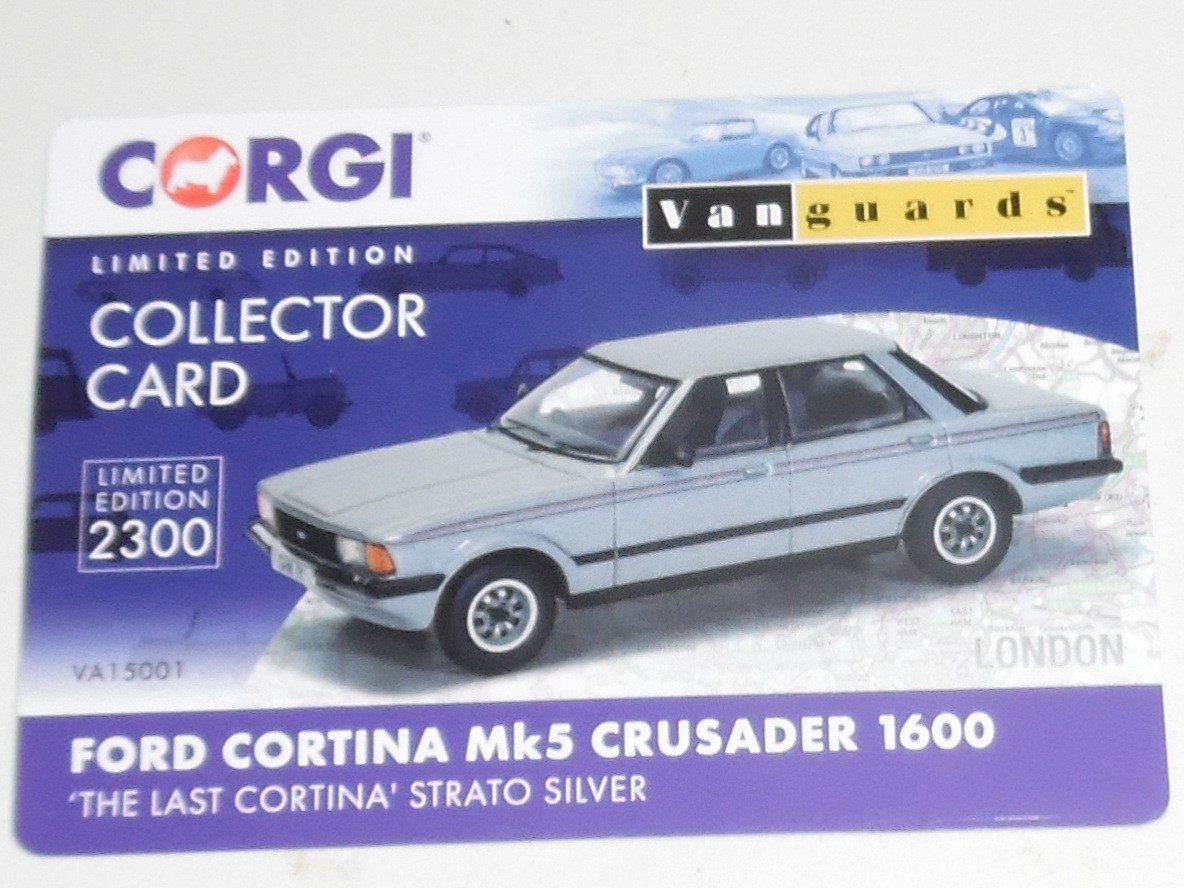 CORGI®
Vanguards™
LIMITED EDITION
COLLECTOR
CARD
LIMITED
EDITION
2300
VA15001
LONDON
FORD CORTINA Mk5 CRUSADER 1600
'THE LAST CORTINA' STRATO SILVER